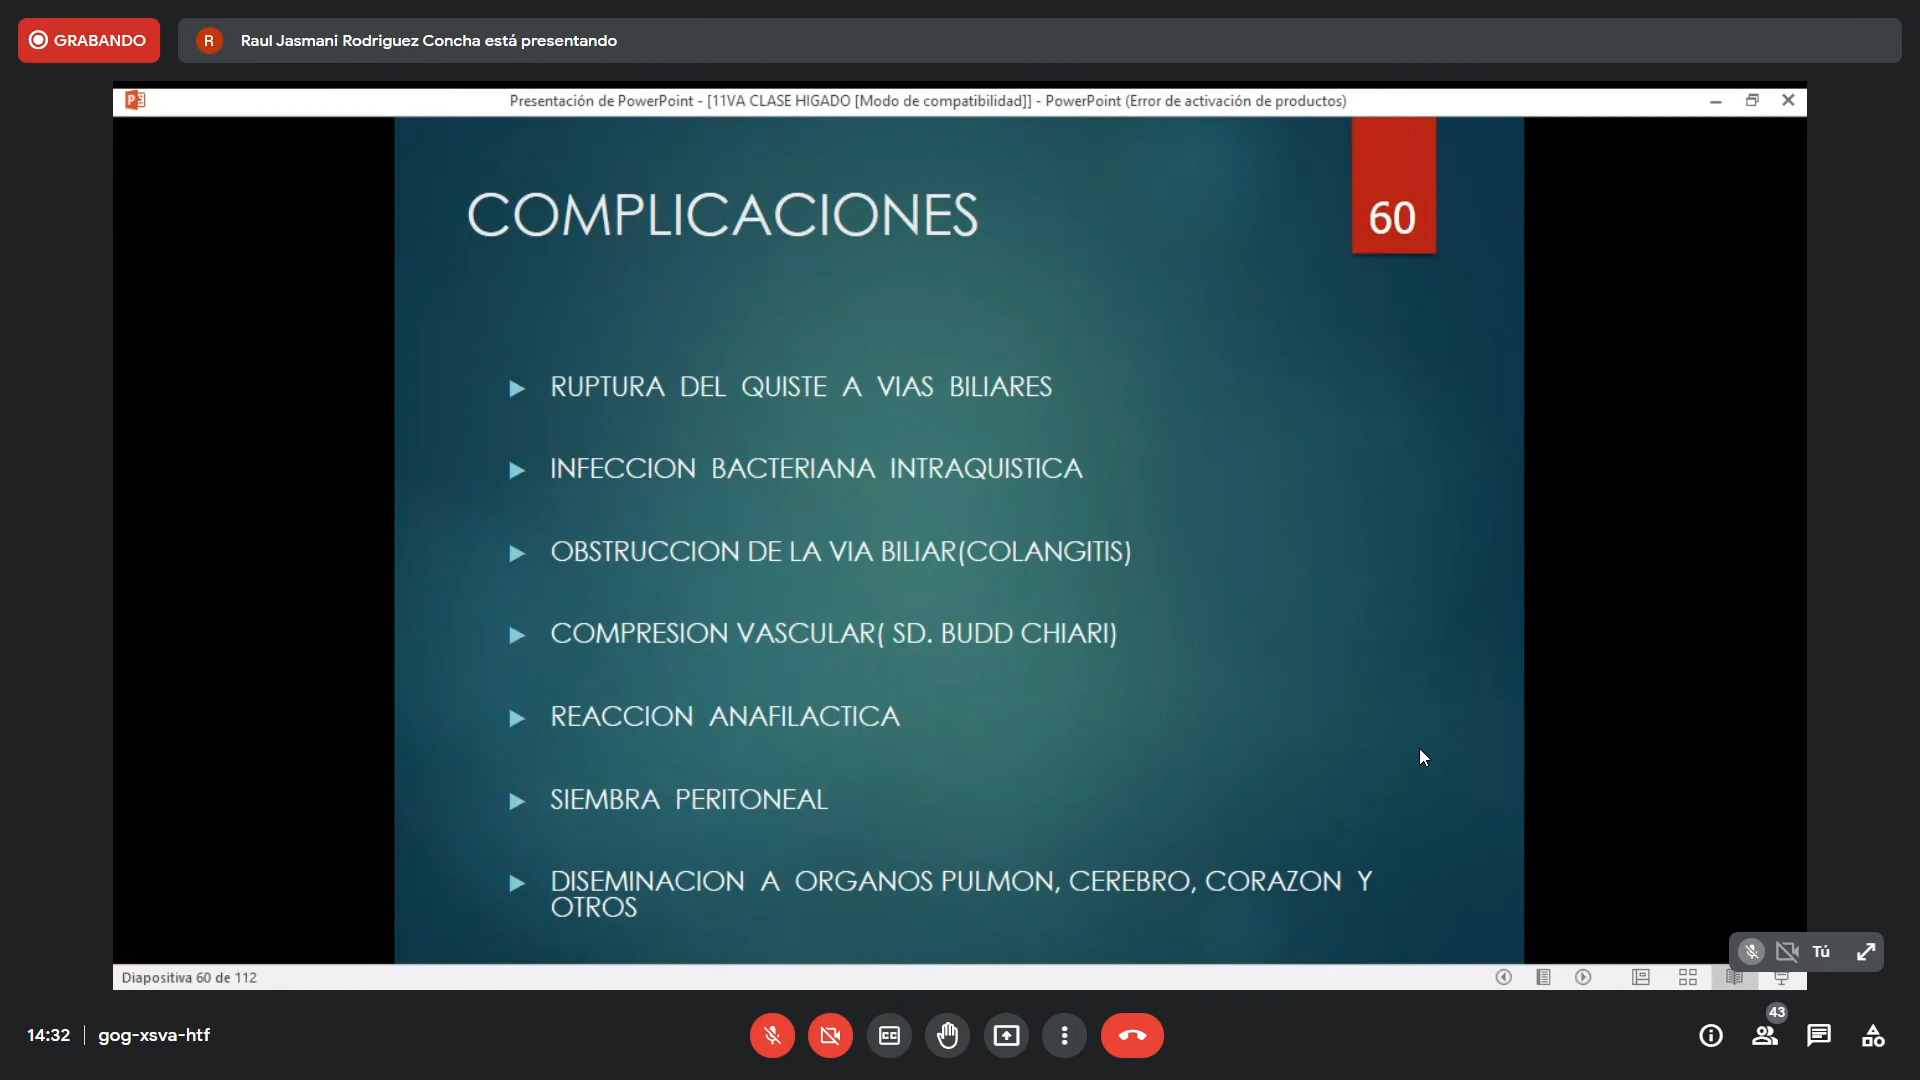 GRABANDO
R
Raul Jasmani Rodriguez Concha está presentando
Presentación de PowerPoint - [11VA CLASE HIGADO [Modo de compatibilidad]] - PowerPoint (Error de activación de productos)
COMPLICACIONES
60
RUPTURA DEL QUISTE A VIAS BILIARES
INFECCION BACTERIANA INTRAQUISTICA
OBSTRUCCION DE LA VIA BILIAR(COLANGITIS)
COMPRESION VASCULAR( SD. BUDD CHIARI)
REACCION ANAFILACTICA
SIEMBRA PERITONEAL
DISEMINACION A ORGANOS PULMON, CEREBRO, CORAZON Y
OTROS
Tú
Diapositiva 60 de 112
14:32
gog-xsva-htf
43